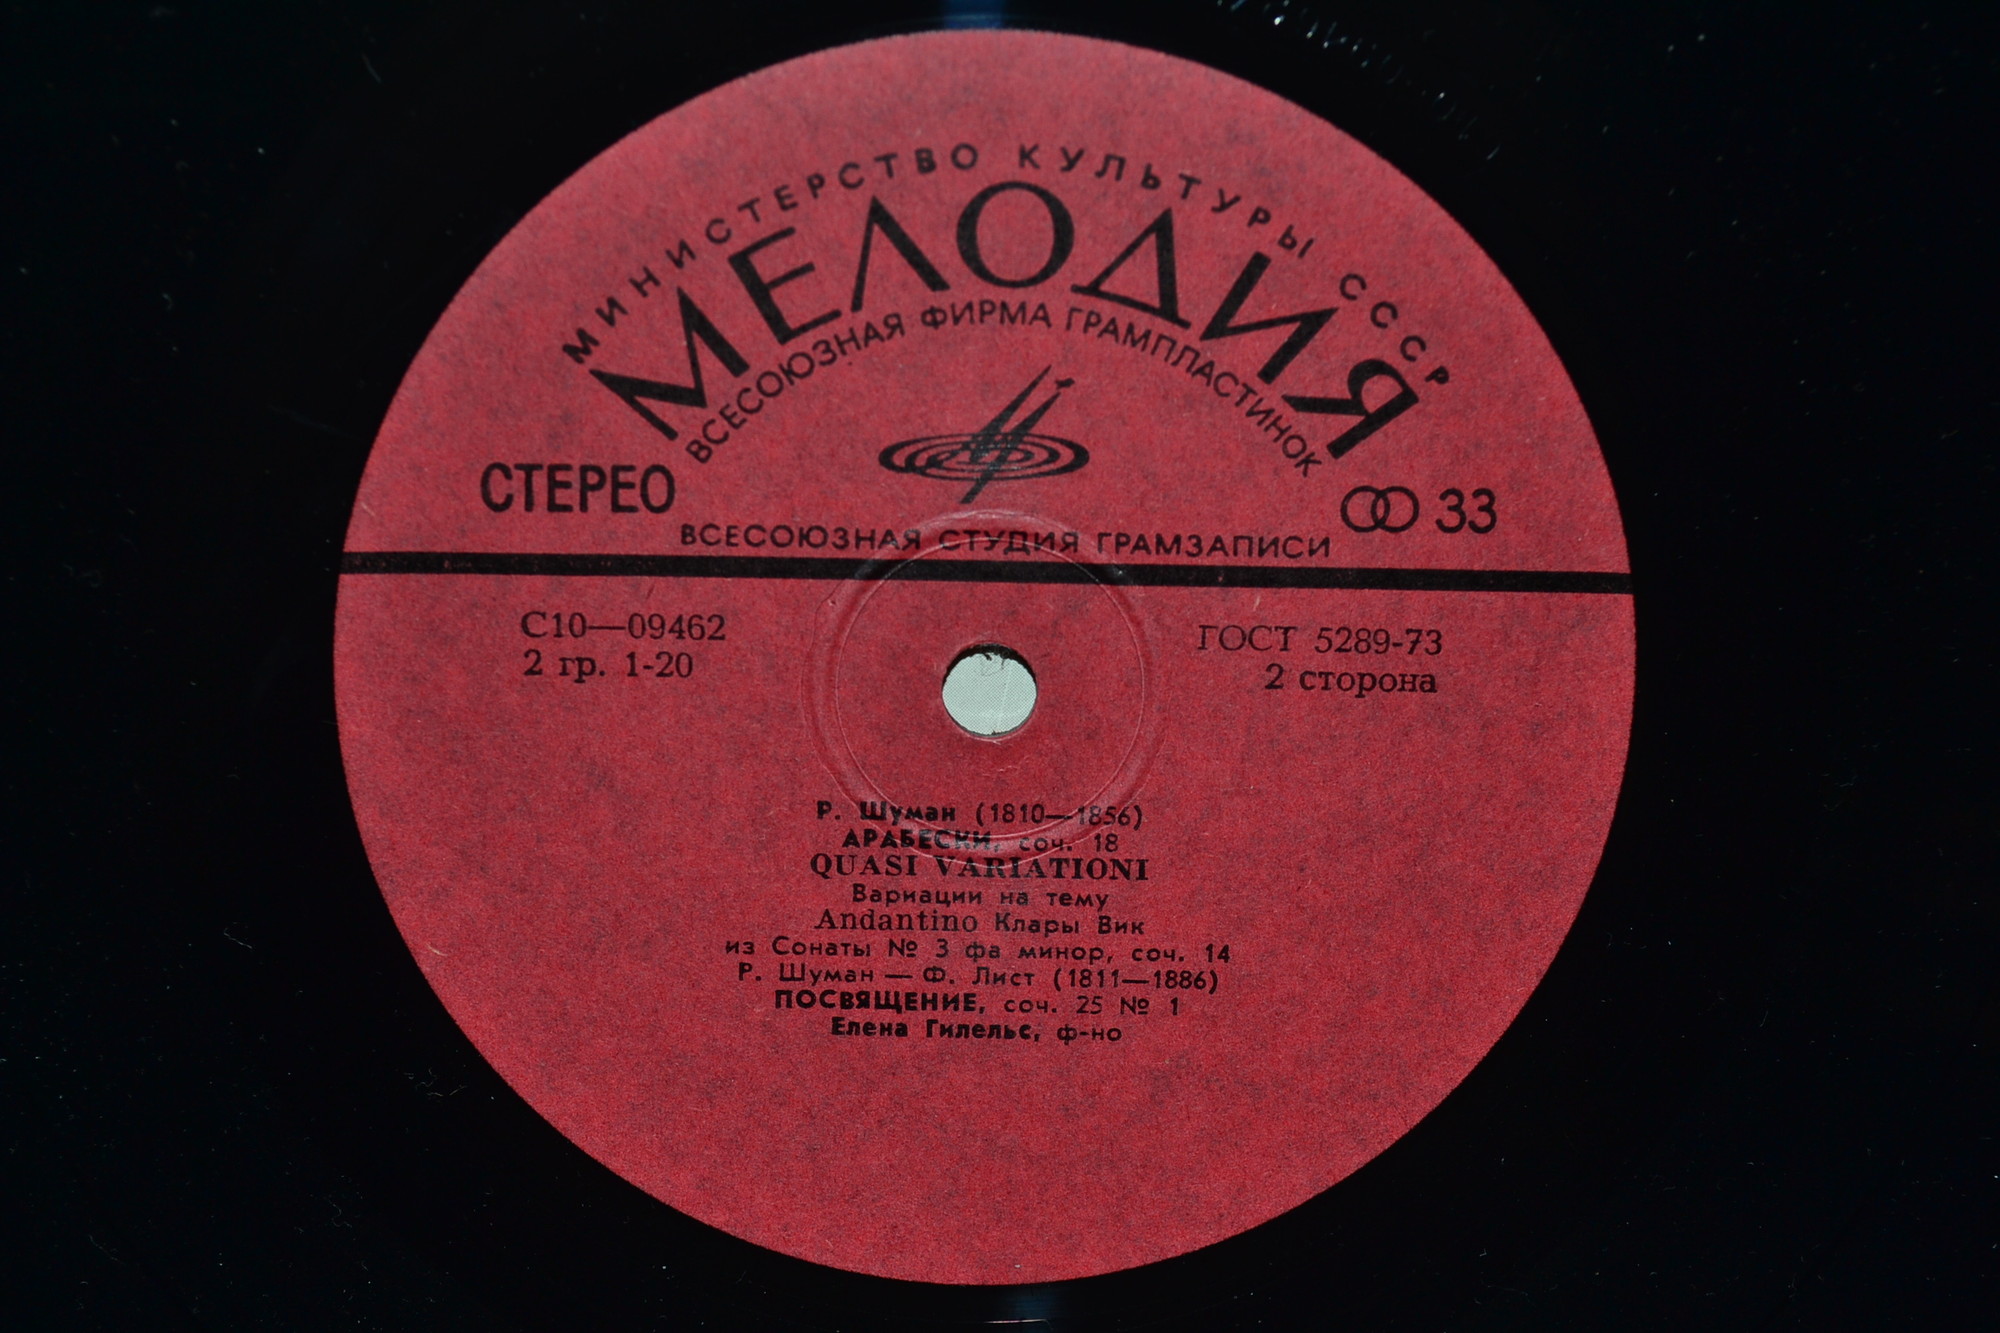 МИНИСТЕРСТВО КУЛЬТУРЫ СССР
МЕЛОДИЯ
ВСЕСОЮЗНАЯ ФИРМА ГРАМПЛАСТИНОК
СТЕРЕО
33
ВСЕСОЮЗНАЯ СТУДИЯ ГРАМЗАПИСИ
С10—09462
2 гр. 1-20
ГОСТ 5289-73
2 сторона
Р. Шуман (1810—1856)
АРАБЕСКИ, соч. 18
QUASI VARIATIONI
Вариации на тему
Andantino Клары Вик
из Сонаты № 3 фа минор, соч. 14
Р. Шуман — Ф. Лист (1811—1886)
ПОСВЯЩЕНИЕ, соч. 25 № 1
Елена Гилельс, ф-но